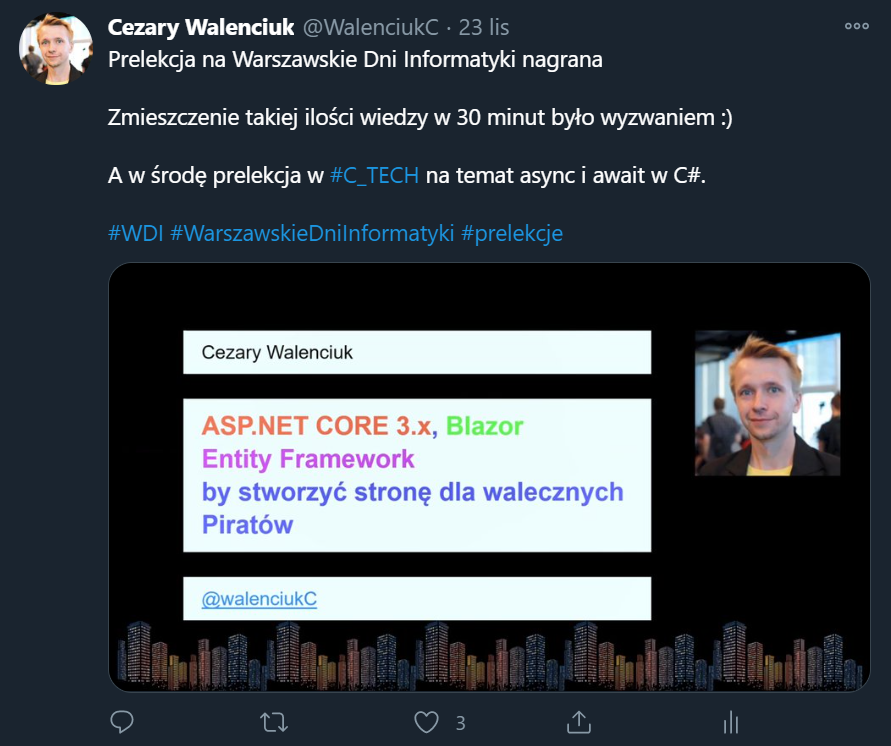 Cezary Walenciuk @WalenciukC · 23 lis
Prelekcja na Warszawskie Dni Informatyki nagrana
Zmieszczenie takiej ilości wiedzy w 30 minut było wyzwaniem :)
A w środę prelekcja w #C_TECH na temat async i await w C#.
#WDI #WarszawskieDniInformatyki #prelekcje
Cezary Walenciuk
ASP.NET CORE 3.x, Blazor
Entity Framework
by stworzyć stronę dla walecznych
Piratów
@walenciukC
3